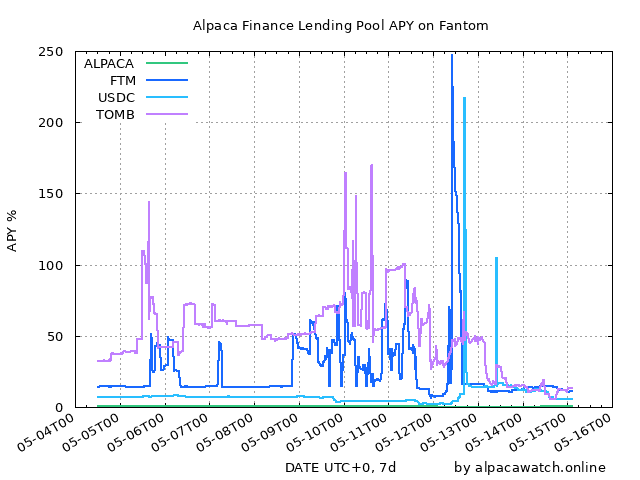 Alpaca Finance Lending Pool APY on Fantom
250
200
150
100
50
0
APY %
ALPACA
FTM
USDC
TOMB
05-04T00
05-05T00
05-06T00
05-07T00
05-08T00
05-09T00
05-10T00
05-11T00
05-12T00
05-13T00
05-14T00
05-15T00
05-16T00
DATE UTC+0, 7d
by alpacawatch.online